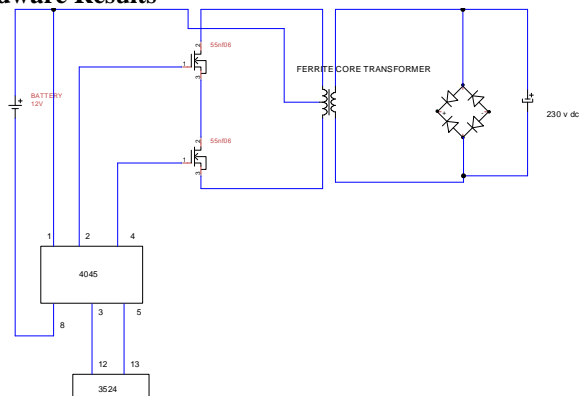 dware Results
2
55nf06
1
3
FERRITE CORE TRANSFORMER
BATTERY
12V
+
+
-
+
230 v dc
2
55nf06
1
3
1
2
4
4045
8
3
5
12
13
3524